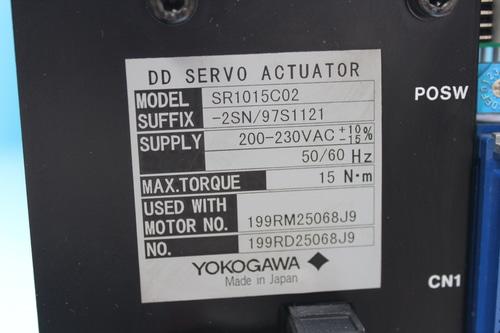 DD SERVO ACTUATOR
MODEL SR1015C02
SUFFIX -2SN/97S1121
SUPPLY 200-230VAC +10% -15%
50/60 Hz
MAX.TORQUE 15 N·m
USED WITH
MOTOR NO. 199RM25068J9
NO. 199RD25068J9
YOKOGAWA
Made in Japan
POSW
CN1